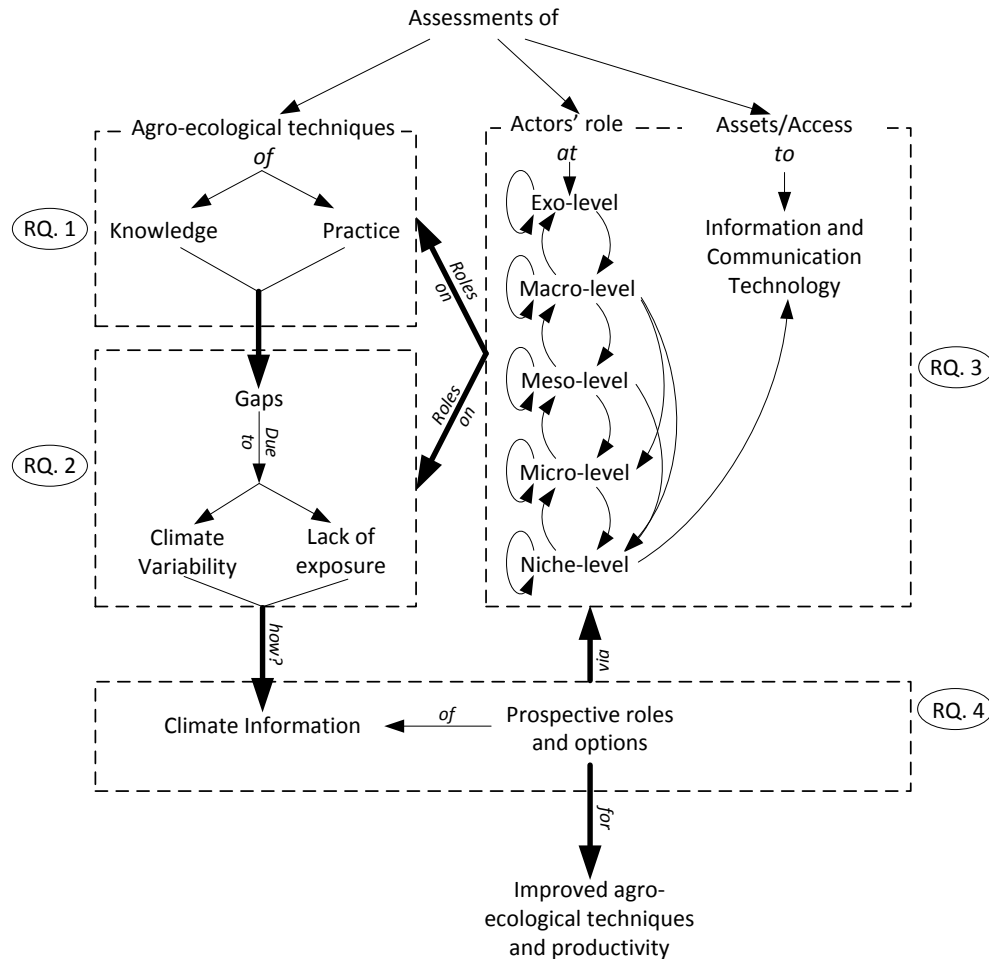 Assessments of
Agro-ecological techniques
of
Knowledge
Practice
RQ. 1
Gaps
Due
to
Climate
Variability
Lack of
exposure
RQ. 2
how?
Roles
on
Roles
on
Actors' role
at
Exo-level
Macro-level
Meso-level
Micro-level
Niche-level
Assets/Access
to
Information and
Communication
Technology
RQ. 3
via
Climate Information
of
Prospective roles
and options
RQ. 4
for
Improved agro-
ecological techniques
and productivity